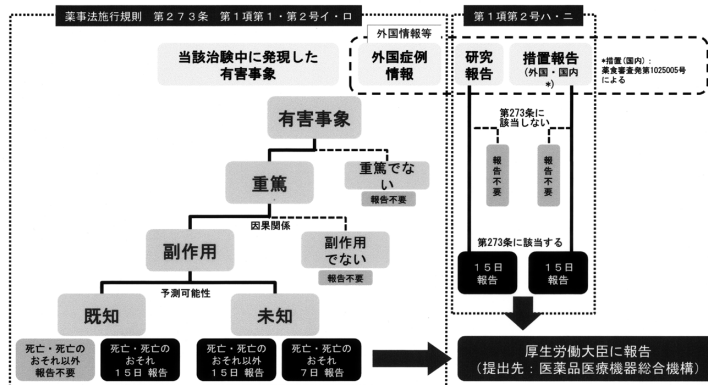 薬事法施行規則　第２７３条　第１項第１・第２号イ・ロ
第１項第２号ハ・ニ
外国情報等
当該治験中に発現した
有害事象
外国症例
情報
研究
報告
措置報告
(外国・国内
*)
*措置(国内)：
薬食審査発第1025005号
による
有害事象
第273条に
該当しない
重篤
重篤でな
い
報告不要
報告不要
報告不要
因果関係
副作用
副作用
でない
報告不要
第273条に該当する
１５日
報告
１５日
報告
予測可能性
既知
未知
死亡・死亡の
おそれ以外
報告不要
死亡・死亡の
おそれ
１５日 報告
死亡・死亡の
おそれ以外
１５日 報告
死亡・死亡の
おそれ
７日 報告
厚生労働大臣に報告
(提出先：医薬品医療機器総合機構)